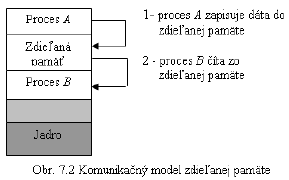 Proces A
Zdieľaná
pamäť
Proces B
Jadro
1- proces A zapisuje dáta do
zdieľanej pamäte
2 - proces B číta zo
zdieľanej pamäte
Obr. 7.2 Komunikačný model zdieľanej pamäte